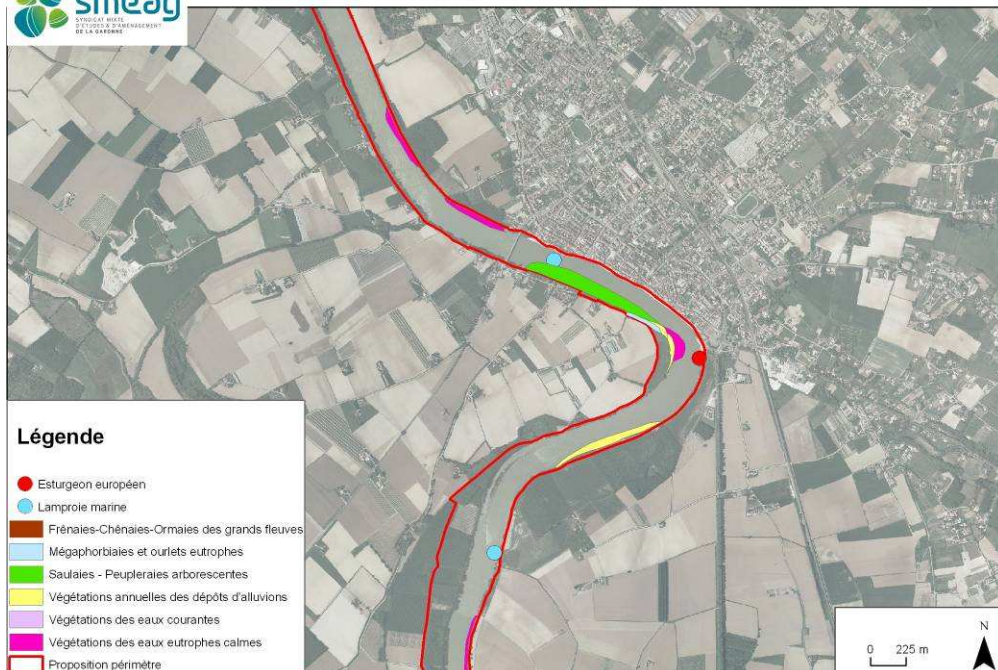 smeag
SYNDICAT MIXTE
D'ÉTUDES & D'AMÉNAGEMENT
DE LA GARONNE
Légende
Esturgeon européen
Lamproie marine
Frênaies-Chênaies-Ormaies des grands fleuves
Mégaphorbiaies et ourlets eutrophes
Saulaies - Peupleraies arborescentes
Végétations annuelles des dépôts d'alluvions
Végétations des eaux courantes
Végétations des eaux eutrophes calmes
Proposition périmètre
N
0 225 m